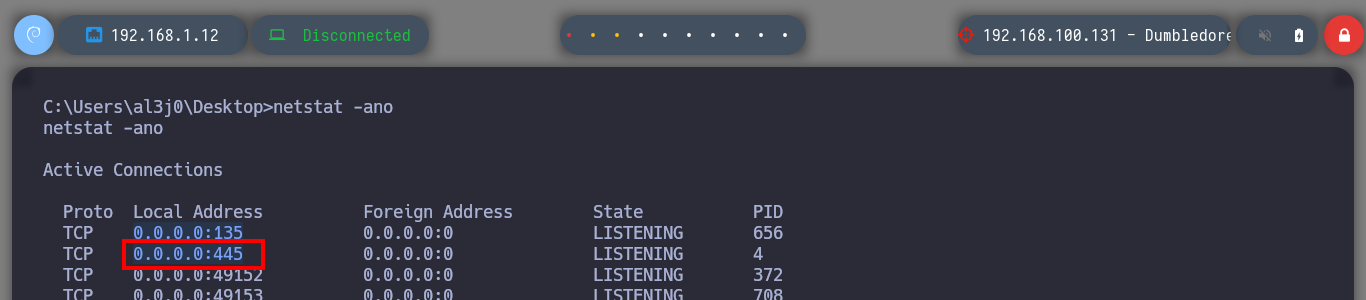 192.168.1.12 Disconnected 192.168.100.131 - Dumbledore
C:\Users\al3j0\Desktop>netstat -ano
netstat -ano
Active Connections
Proto Local Address Foreign Address State PID
TCP 0.0.0.0:135 0.0.0.0:0 LISTENING 656
TCP 0.0.0.0:445 0.0.0.0:0 LISTENING 4
TCP 0.0.0.0:49152 0.0.0.0:0 LISTENING 372
TCP 0.0.0.0:49153 0.0.0.0:0 LISTENING 708